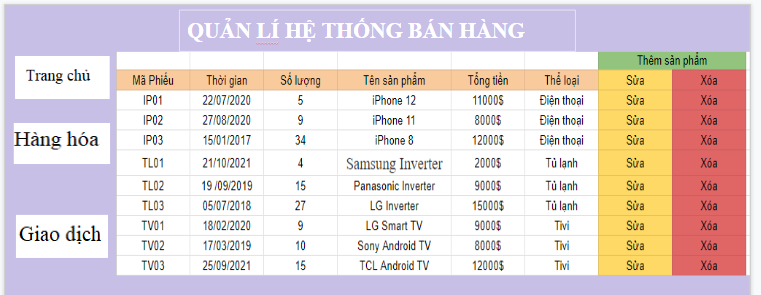 QUẢN LÍ HỆ THỐNG BÁN HÀNG
Thêm sản phẩm
Trang chủ
Mã Phiếu Thời gian Số lượng Tên sản phẩm Tổng tiền Thể loại Sửa Xóa
IP01 22/07/2020 5 iPhone 12 11000$ Điện thoại Sửa Xóa
IP02 27/08/2020 9 iPhone 11 8000$ Điện thoại Sửa Xóa
Hàng hóa
IP03 15/01/2017 34 iPhone 8 12000$ Điện thoại Sửa Xóa
TL01 21/10/2021 4 Samsung Inverter 2000$ Tủ lạnh Sửa Xóa
TL02 19 /09/2019 15 Panasonic Inverter 9000$ Tủ lạnh Sửa Xóa
TL03 05/07/2018 27 LG Inverter 15000$ Tủ lạnh Sửa Xóa
TV01 18/02/2020 9 LG Smart TV 9000$ Tivi Sửa Xóa
Giao dịch
TV02 17/03/2019 10 Sony Android TV 8000$ Tivi Sửa Xóa
TV03 25/09/2021 15 TCL Android TV 12000$ Tivi Sửa Xóa